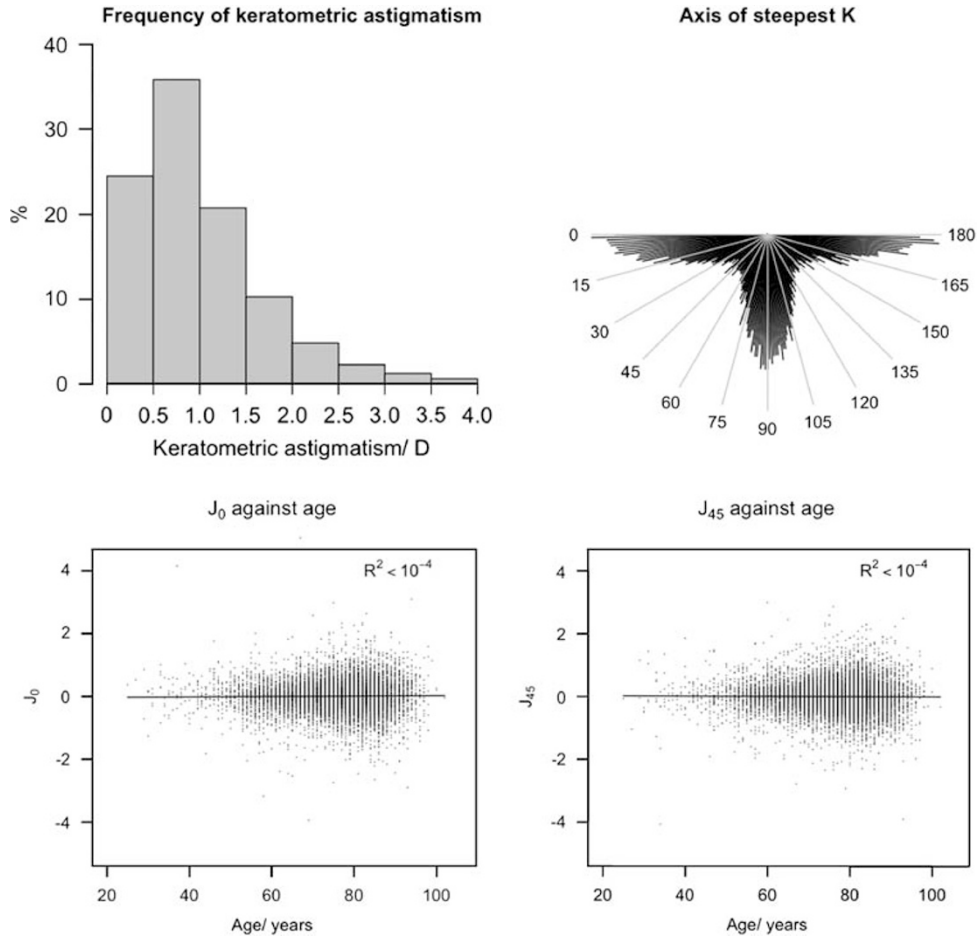 Frequency of keratometric astigmatism
40
30
20
10
0
%
0 0.5 1.0 1.5 2.0 2.5 3.0 3.5 4.0
Keratometric astigmatism/ D
Axis of steepest K
0 180
15 165
30 150
45 135
60 120
75 105
90
J₀ against age
R² < 10⁻⁴
4
2
0
-2
-4
J₀
20 40 60 80 100
Age/ years
J₄₅ against age
R² < 10⁻⁴
4
2
0
-2
-4
J₄₅
20 40 60 80 100
Age/ years